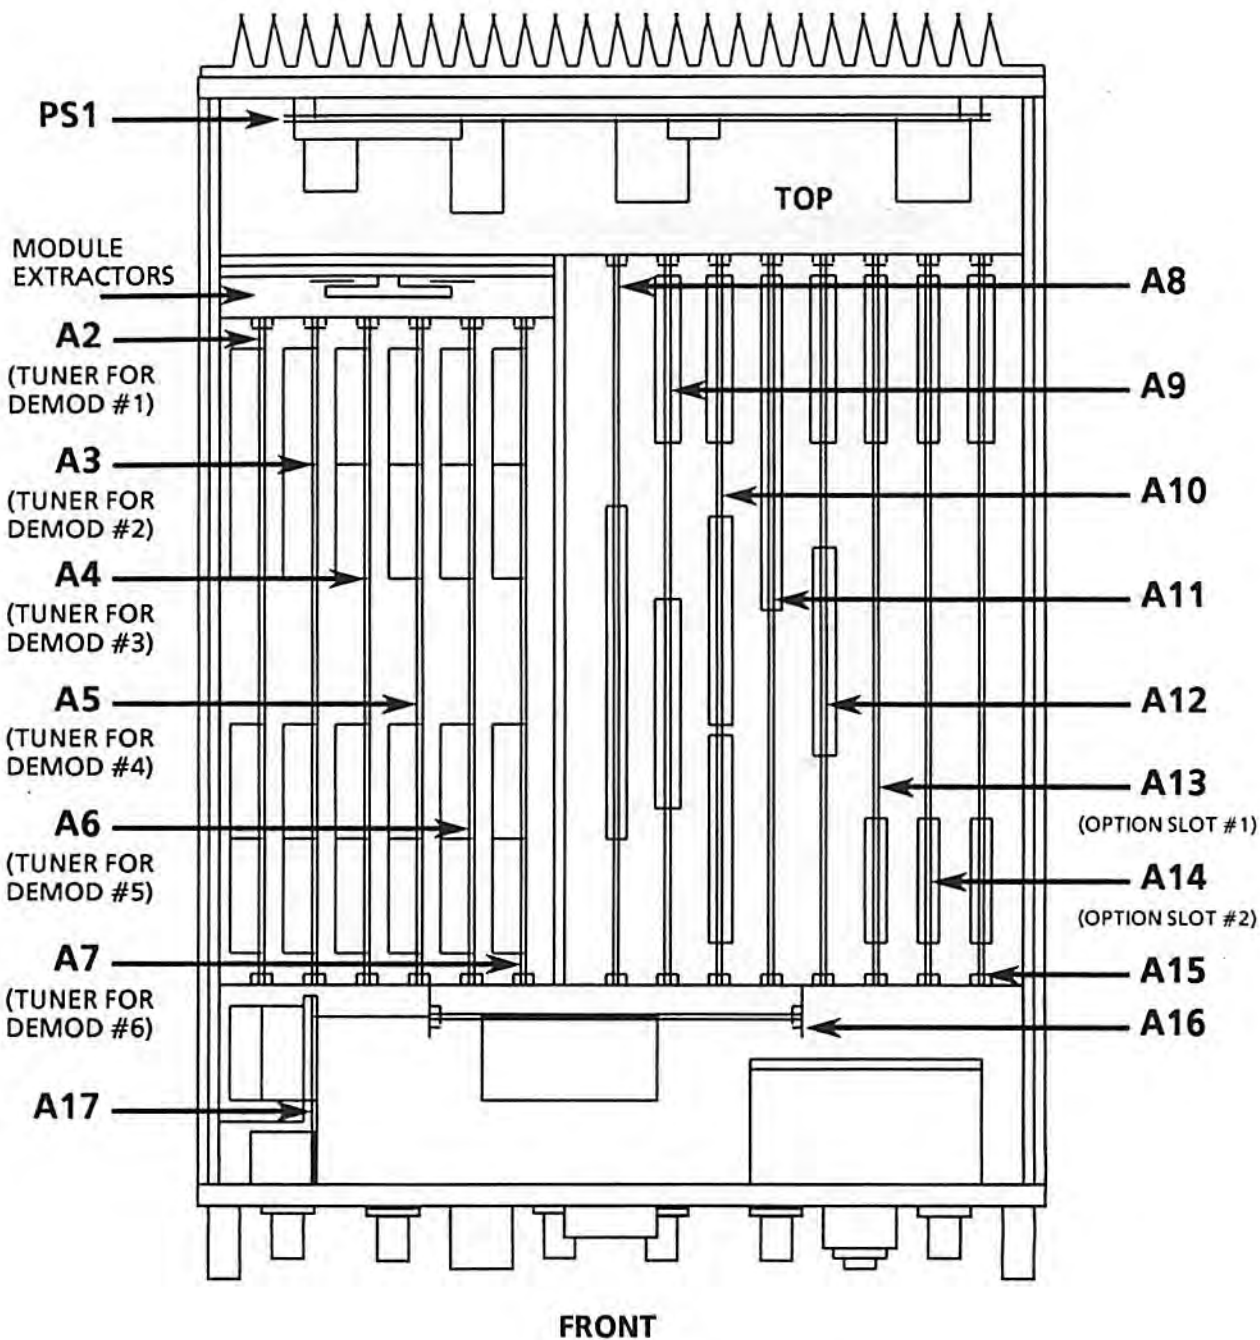 PS1
TOP
MODULE
EXTRACTORS
A2
(TUNER FOR
DEMOD #1)
A3
(TUNER FOR
DEMOD #2)
A4
(TUNER FOR
DEMOD #3)
A5
(TUNER FOR
DEMOD #4)
A6
(TUNER FOR
DEMOD #5)
A7
(TUNER FOR
DEMOD #6)
A17
A8
A9
A10
A11
A12
A13
(OPTION SLOT #1)
A14
(OPTION SLOT #2)
A15
A16
FRONT